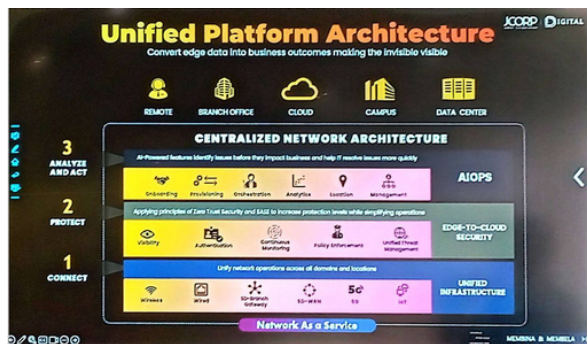 Unified Platform Architecture
JCORP | DIGITAL
Convert edge data into business outcomes making the invisible visible
REMOTE
BRANCH OFFICE
CLOUD
CAMPUS
DATA CENTER
CENTRALIZED NETWORK ARCHITECTURE
3
ANALYZE
AND ACT
AI-Powered features identify issues before they impact business and help IT resolve issues more quickly
Onboarding
Provisioning
Orchestration
Analytics
Location
Management
AIOPS
2
PROTECT
Applying principles of Zero Trust Security and SASE to increase protection levels while simplifying operations
Visibility
Authentication
Continuous
Monitoring
Policy Enforcement
Unified Threat
Management
EDGE-TO-CLOUD
SECURITY
1
CONNECT
Unify network operations across all domains and locations
Wireless
Wired
SD-Branch
Gateway
SD-WAN
5G
5G
IoT
UNIFIED
INFRASTRUCTURE
Network As a Service
MEMBINA & MEMBELA